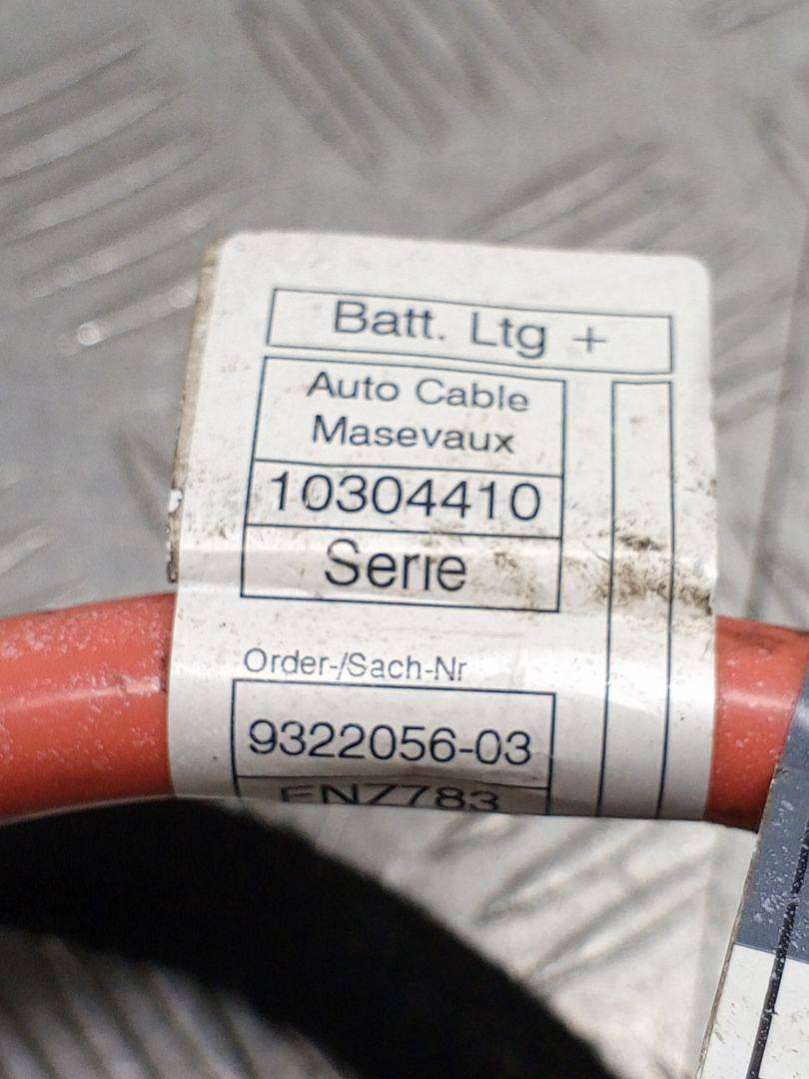 Batt. Ltg +
Auto Cable
Masevaux
10304410
Serie
Order-/Sach-Nr
9322056-03